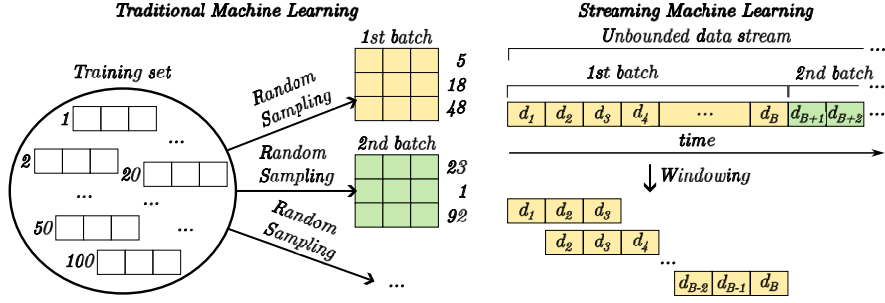 Traditional Machine Learning
Training set
1
...
2
20
...
...
50
...
100
Random
Sampling
Random
Sampling
Random
Sampling
...
1st batch
5
18
48
2nd batch
23
1
92
Streaming Machine Learning
Unbounded data stream
...
1st batch
2nd batch
...
d1 d2 d3 d4 ... dB dB+1 dB+2 ...
time
Windowing
d1 d2 d3
d2 d3 d4
...
dB-2 dB-1 dB